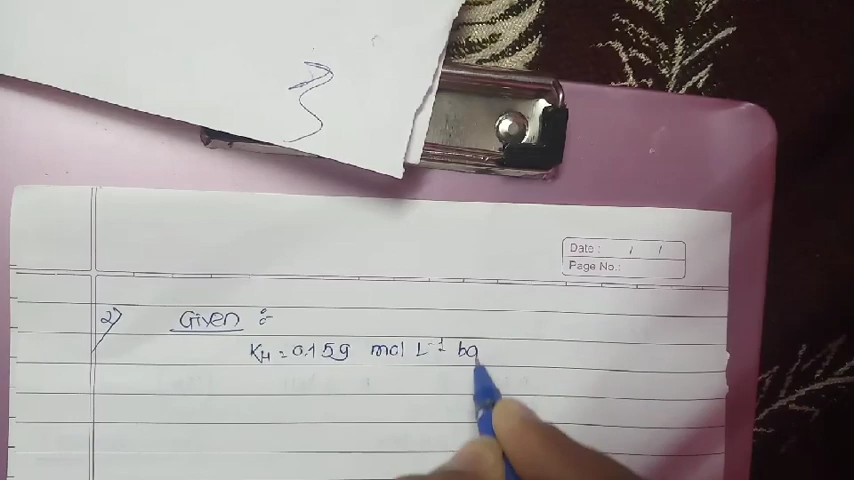 Date : / /
Page No.:
2) Given :-
KH = 0.159 mol L⁻¹ ba